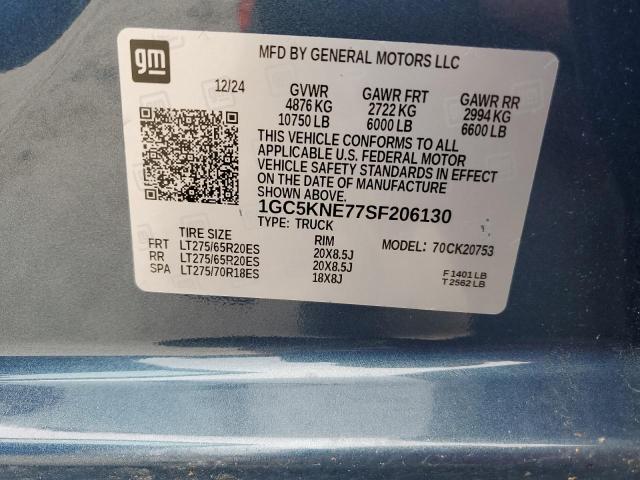 gm
MFD BY GENERAL MOTORS LLC
12/24 GVWR GAWR FRT GAWR RR
4876 KG 2722 KG 2994 KG
10750 LB 6000 LB 6600 LB
THIS VEHICLE CONFORMS TO ALL
APPLICABLE U.S. FEDERAL MOTOR
VEHICLE SAFETY STANDARDS IN EFFECT
ON THE DATE OF MANUFACTURE
SHOWN ABOVE.
1GC5KNE77SF206130
TYPE: TRUCK
TIRE SIZE RIM MODEL: 70CK20753
FRT LT275/65R20ES 20X8.5J
RR LT275/65R20ES 20X8.5J
SPA LT275/70R18ES 18X8J
F 1401 LB
T 2562 LB